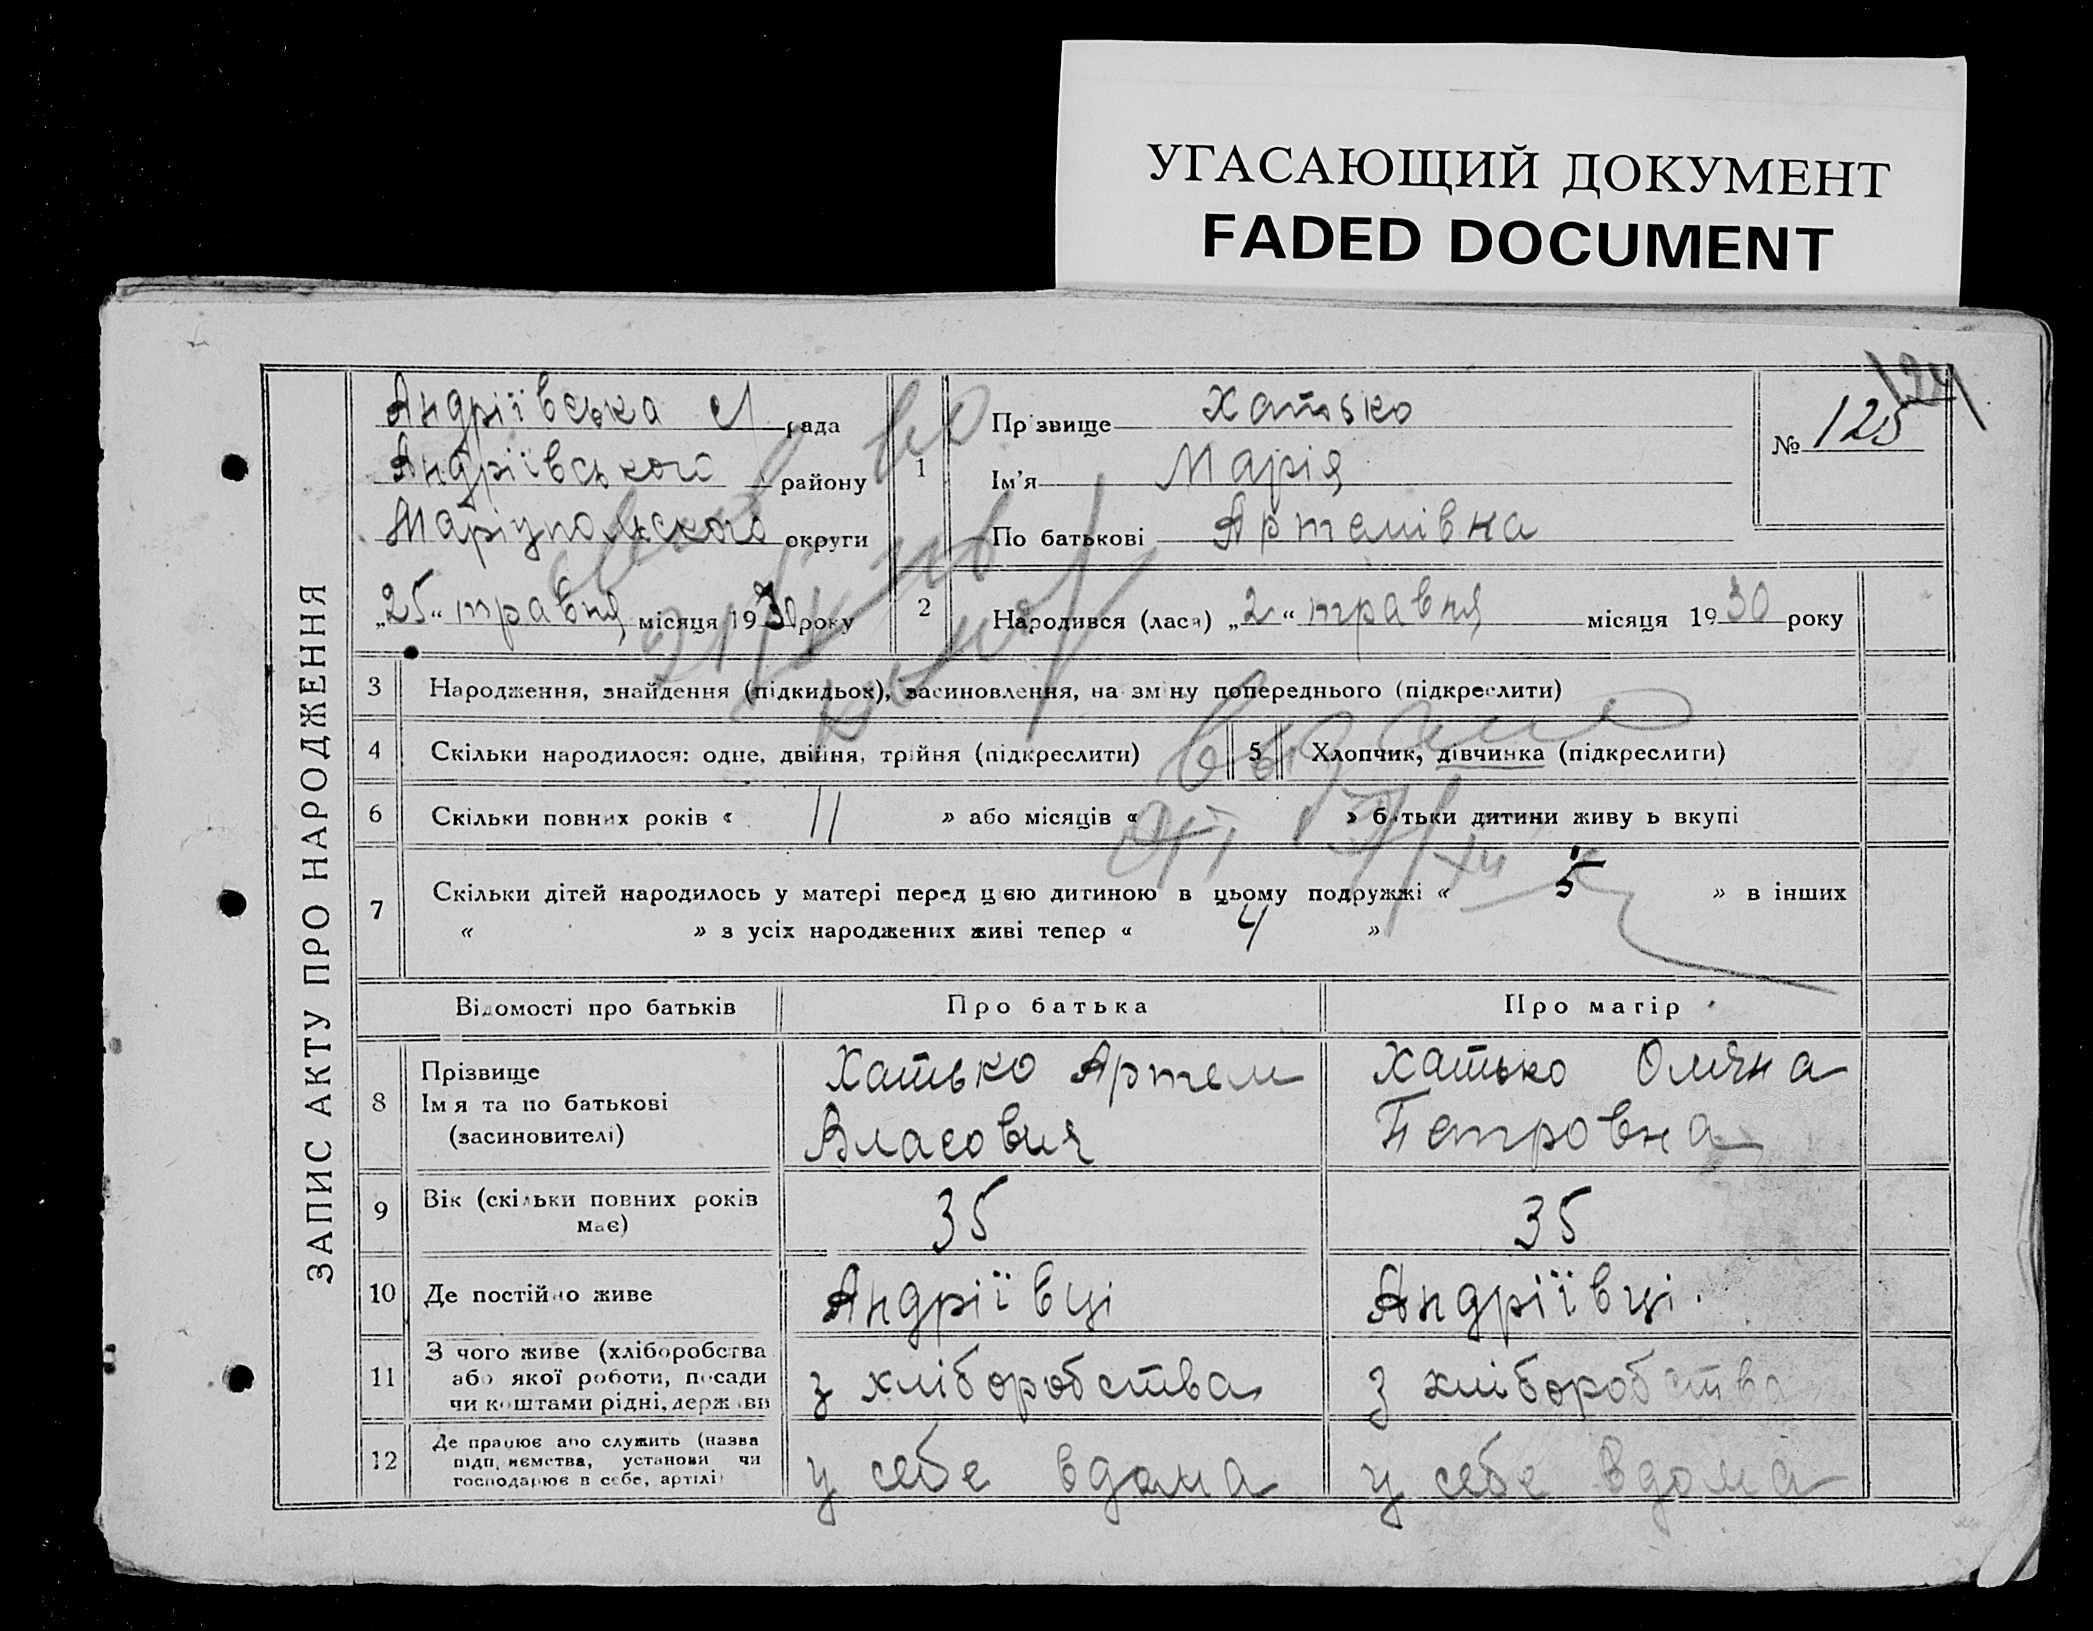 УГАСАЮЩИЙ ДОКУМЕНТ
FADED DOCUMENT
124
ЗАПИС АКТУ ПРО НАРОДЖЕННЯ
Андріївська рада
Андріївського району
Маріупольського округи
„25“ травня місяця 1930 року
1
Прізвище Хатько
Ім'я Марія
По батькові Артемівна
№ 125
2
Народився (лася) „2“ травня місяця 1930 року
3 Народження, знайдення (підкидьох), засиновлення, на зміну попереднього (підкреслити)
4 Скільки народилося: одне, двійня, трійня (підкреслити) 5 Хлопчик, дівчинка (підкреслити)
видано
6 Скільки повних років « 11 » або місяців « » батьки дитини живуть вкупі
7 Скільки дітей народилось у матері перед цією дитиною в цьому подружжі « 5 » в інших
« » з усіх народжених живі тепер « 4 »
Відомості про батьків Про батька Про матір
8 Прізвище
Ім я та по батькові
(засиновителі)
Хатько Артем
Власович
Хатько Оляна
Петровна
9 Вік (скільки повних років
має)
35 35
10 Де постійно живе Андріївці Андріївці.
11 З чого живе (хліборобства
або якої роботи, посади
чи коштами рідні, держави
з хліборобства з хліборобства
12 Де працює або служить (назва
підприємства, установи чи
господарює в себе, артілі)
у себе вдома у себе вдома